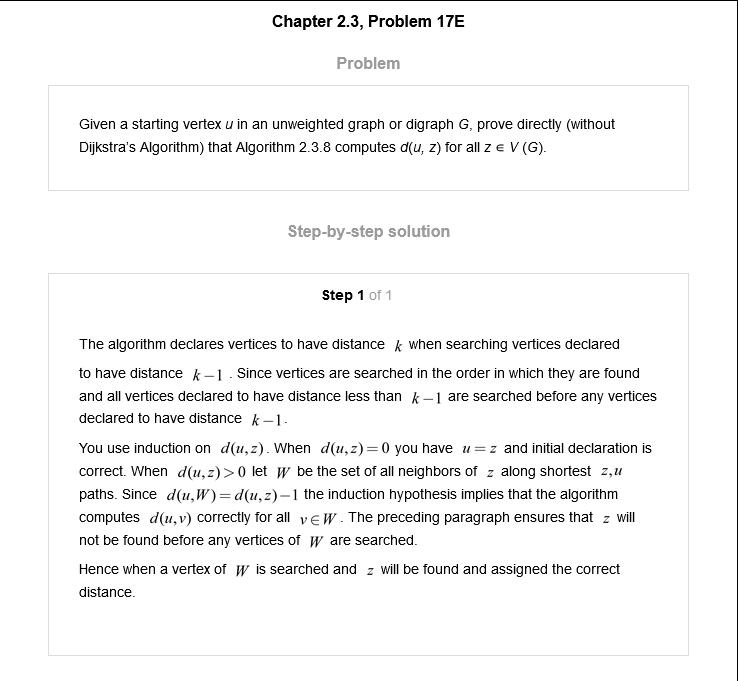 Chapter 2.3, Problem 17E
Problem
Given a starting vertex u in an unweighted graph or digraph G, prove directly (without
Dijkstra's Algorithm) that Algorithm 2.3.8 computes d(u, z) for all z ∈ V (G).
Step-by-step solution
Step 1 of 1
The algorithm declares vertices to have distance k when searching vertices declared
to have distance k−1 . Since vertices are searched in the order in which they are found
and all vertices declared to have distance less than k−1 are searched before any vertices
declared to have distance k−1.
You use induction on d(u,z). When d(u,z)=0 you have u=z and initial declaration is
correct. When d(u,z)>0 let W be the set of all neighbors of z along shortest z,u
paths. Since d(u,W)=d(u,z)−1 the induction hypothesis implies that the algorithm
computes d(u,v) correctly for all v∈W. The preceding paragraph ensures that z will
not be found before any vertices of W are searched.
Hence when a vertex of W is searched and z will be found and assigned the correct
distance.